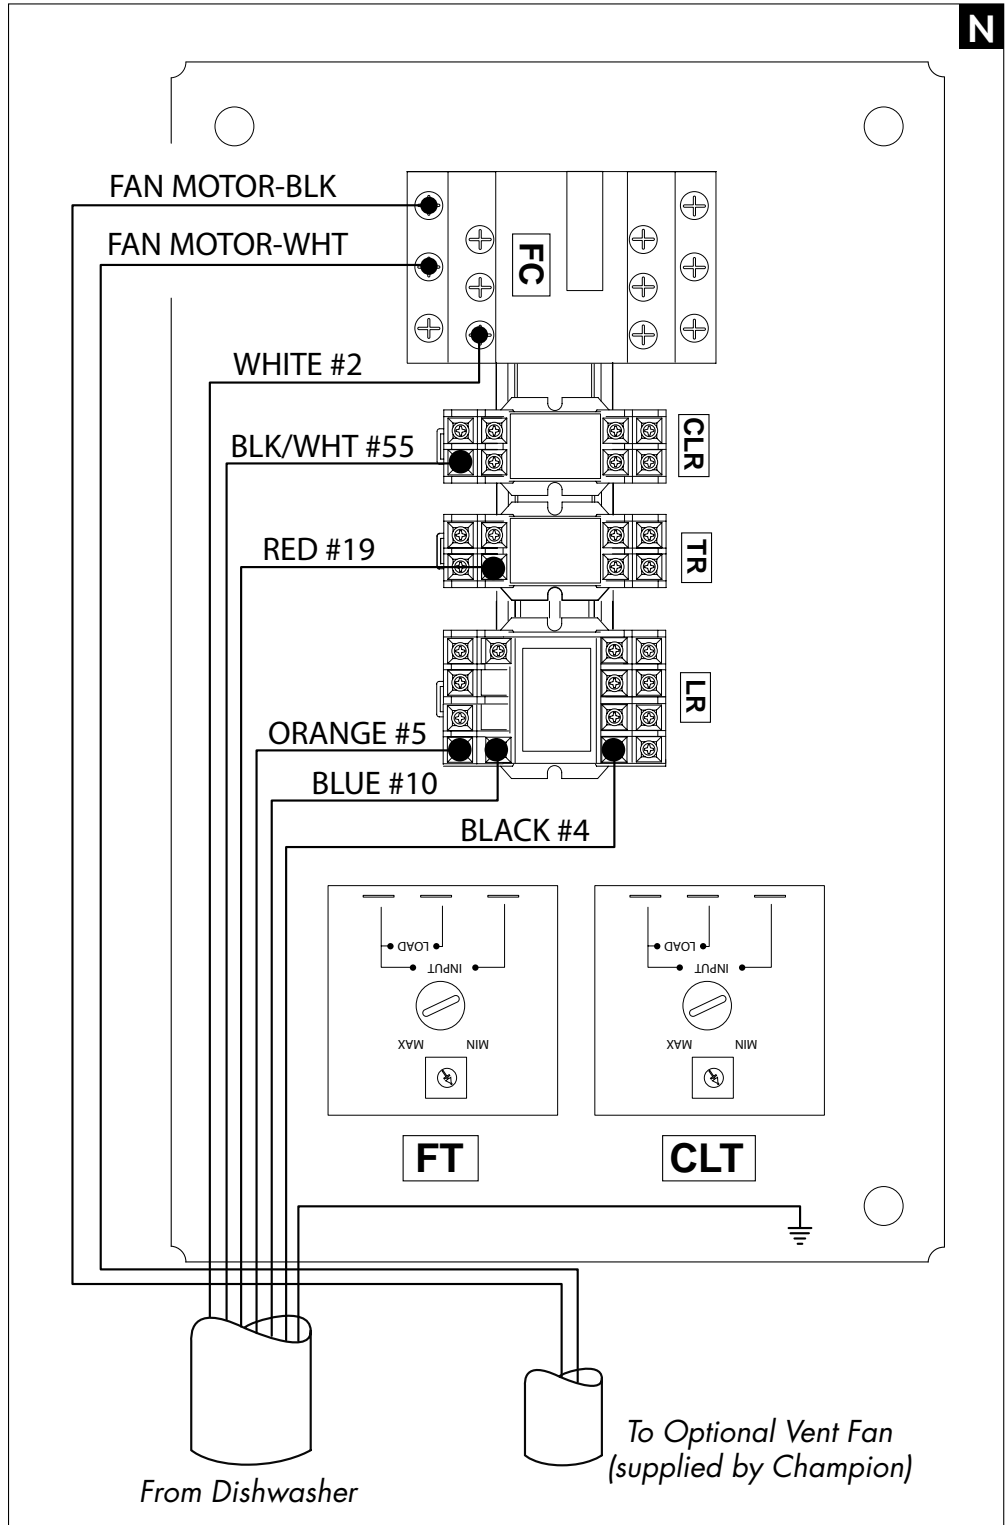 N
FAN MOTOR-BLK
FAN MOTOR-WHT
FC
WHITE #2
CLR
BLK/WHT #55
RED #19
TR
LR
ORANGE #5
BLUE #10
BLACK #4
LOAD
LOAD
INPUT
INPUT
MAX MIN
MAX MIN
FT
CLT
To Optional Vent Fan
(supplied by Champion)
From Dishwasher